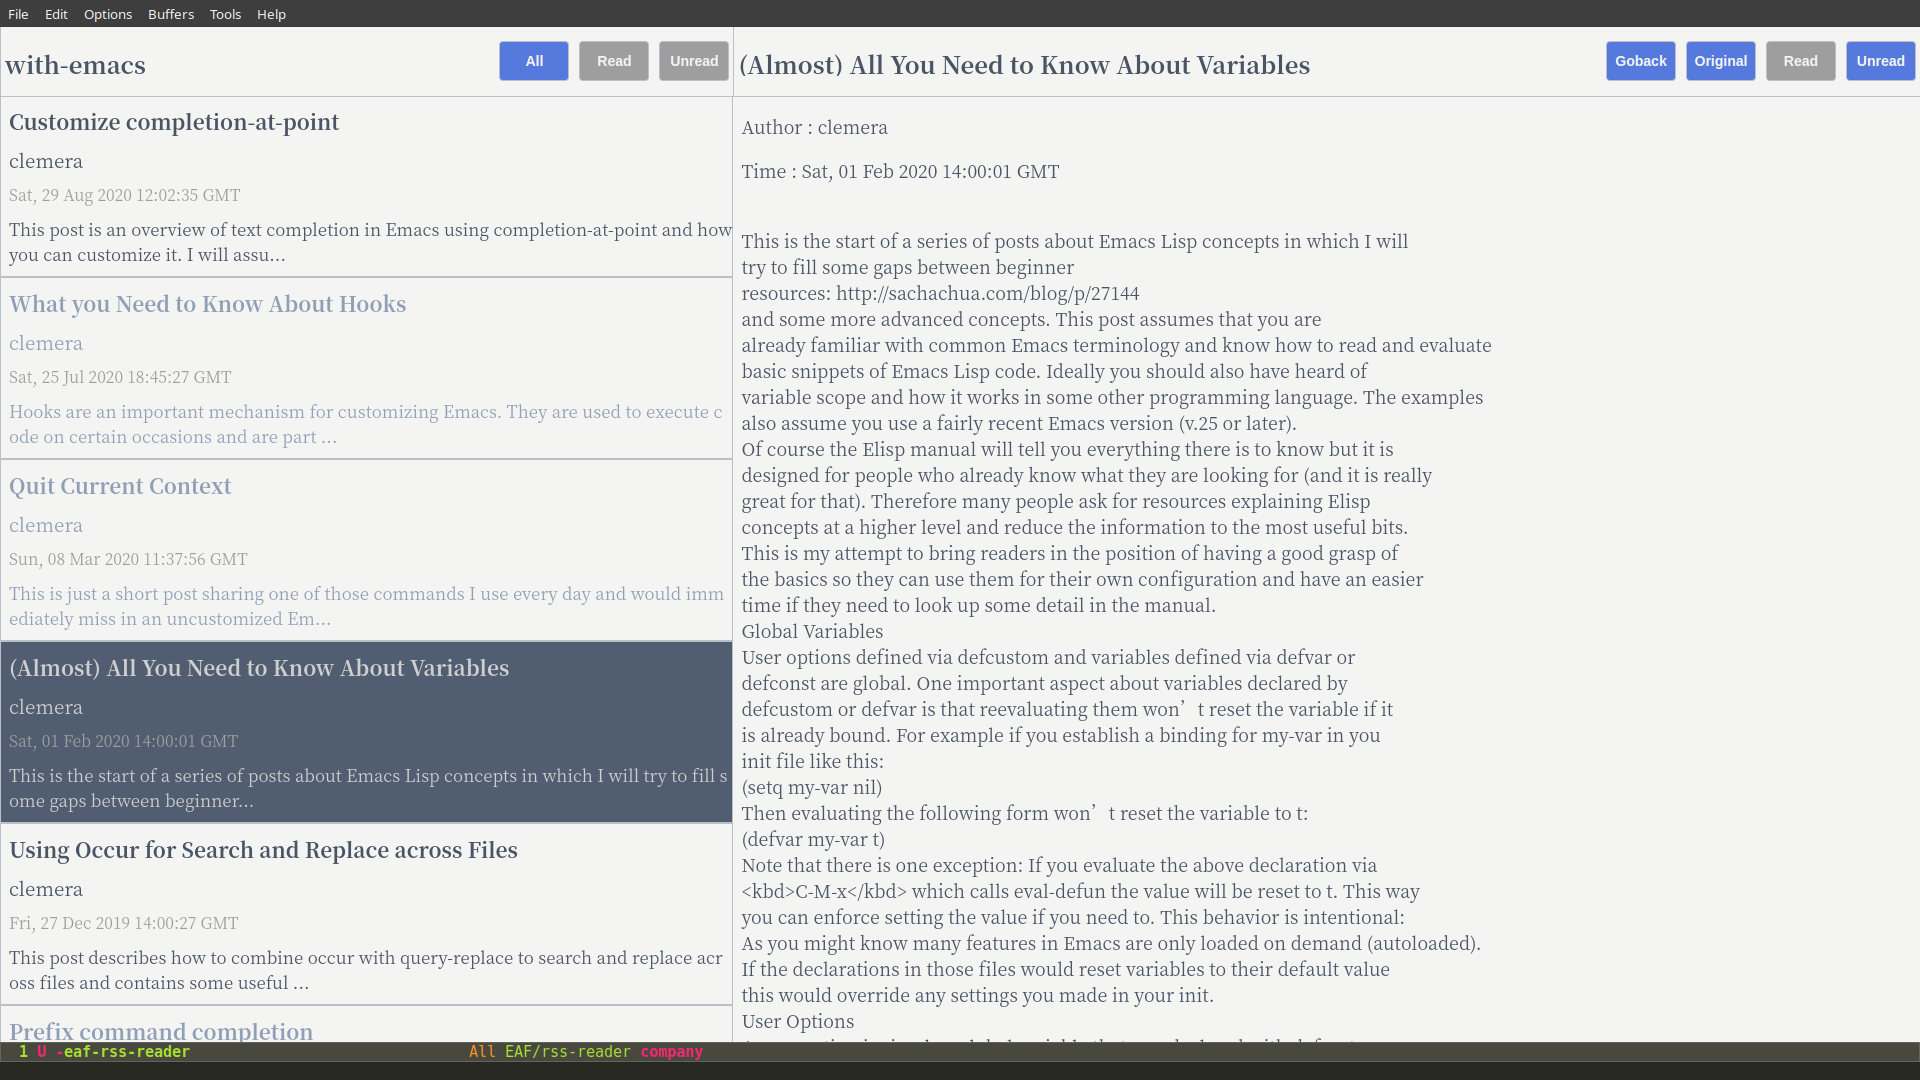 File Edit Options Buffers Tools Help
with-emacs
All Read Unread
Customize completion-at-point
clemera
Sat, 29 Aug 2020 12:02:35 GMT
This post is an overview of text completion in Emacs using completion-at-point and how
you can customize it. I will assu...
What you Need to Know About Hooks
clemera
Sat, 25 Jul 2020 18:45:27 GMT
Hooks are an important mechanism for customizing Emacs. They are used to execute c
ode on certain occasions and are part ...
Quit Current Context
clemera
Sun, 08 Mar 2020 11:37:56 GMT
This is just a short post sharing one of those commands I use every day and would imm
ediately miss in an uncustomized Em...
(Almost) All You Need to Know About Variables
clemera
Sat, 01 Feb 2020 14:00:01 GMT
This is the start of a series of posts about Emacs Lisp concepts in which I will try to fill s
ome gaps between beginner...
Using Occur for Search and Replace across Files
clemera
Fri, 27 Dec 2019 14:00:27 GMT
This post describes how to combine occur with query-replace to search and replace acr
oss files and contains some useful ...
Prefix command completion
(Almost) All You Need to Know About Variables
Goback Original Read Unread
Author : clemera
Time : Sat, 01 Feb 2020 14:00:01 GMT
This is the start of a series of posts about Emacs Lisp concepts in which I will
try to fill some gaps between beginner
resources: http://sachachua.com/blog/p/27144
and some more advanced concepts. This post assumes that you are
already familiar with common Emacs terminology and know how to read and evaluate
basic snippets of Emacs Lisp code. Ideally you should also have heard of
variable scope and how it works in some other programming language. The examples
also assume you use a fairly recent Emacs version (v.25 or later).
Of course the Elisp manual will tell you everything there is to know but it is
designed for people who already know what they are looking for (and it is really
great for that). Therefore many people ask for resources explaining Elisp
concepts at a higher level and reduce the information to the most useful bits.
This is my attempt to bring readers in the position of having a good grasp of
the basics so they can use them for their own configuration and have an easier
time if they need to look up some detail in the manual.
Global Variables
User options defined via defcustom and variables defined via defvar or
defconst are global. One important aspect about variables declared by
defcustom or defvar is that reevaluating them won’t reset the variable if it
is already bound. For example if you establish a binding for my-var in you
init file like this:
(setq my-var nil)
Then evaluating the following form won’t reset the variable to t:
(defvar my-var t)
Note that there is one exception: If you evaluate the above declaration via
<kbd>C-M-x</kbd> which calls eval-defun the value will be reset to t. This way
you can enforce setting the value if you need to. This behavior is intentional:
As you might know many features in Emacs are only loaded on demand (autoloaded).
If the declarations in those files would reset variables to their default value
this would override any settings you made in your init.
User Options
1 U -eaf-rss-reader All EAF/rss-reader company